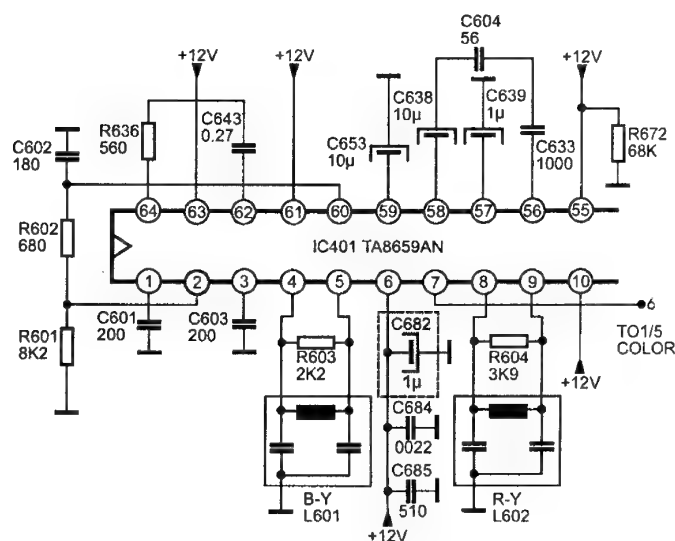 C604
56
+12V
+12V
+12V
C643
0.27
C638
10μ
C639
1μ
R636
560
C653
10μ
C633
1000
R672
68K
C602
180
64
63
62
61
60
59
58
57
56
55
R602
680
IC401 TA8659AN
1
2
3
4
5
6
7
8
9
10
6
C601
200
C603
200
C682
1μ
TO1/5
COLOR
R601
8K2
R603
2K2
R604
3K9
+12V
C684
0022
C685
510
B-Y
L601
R-Y
L602
+12V